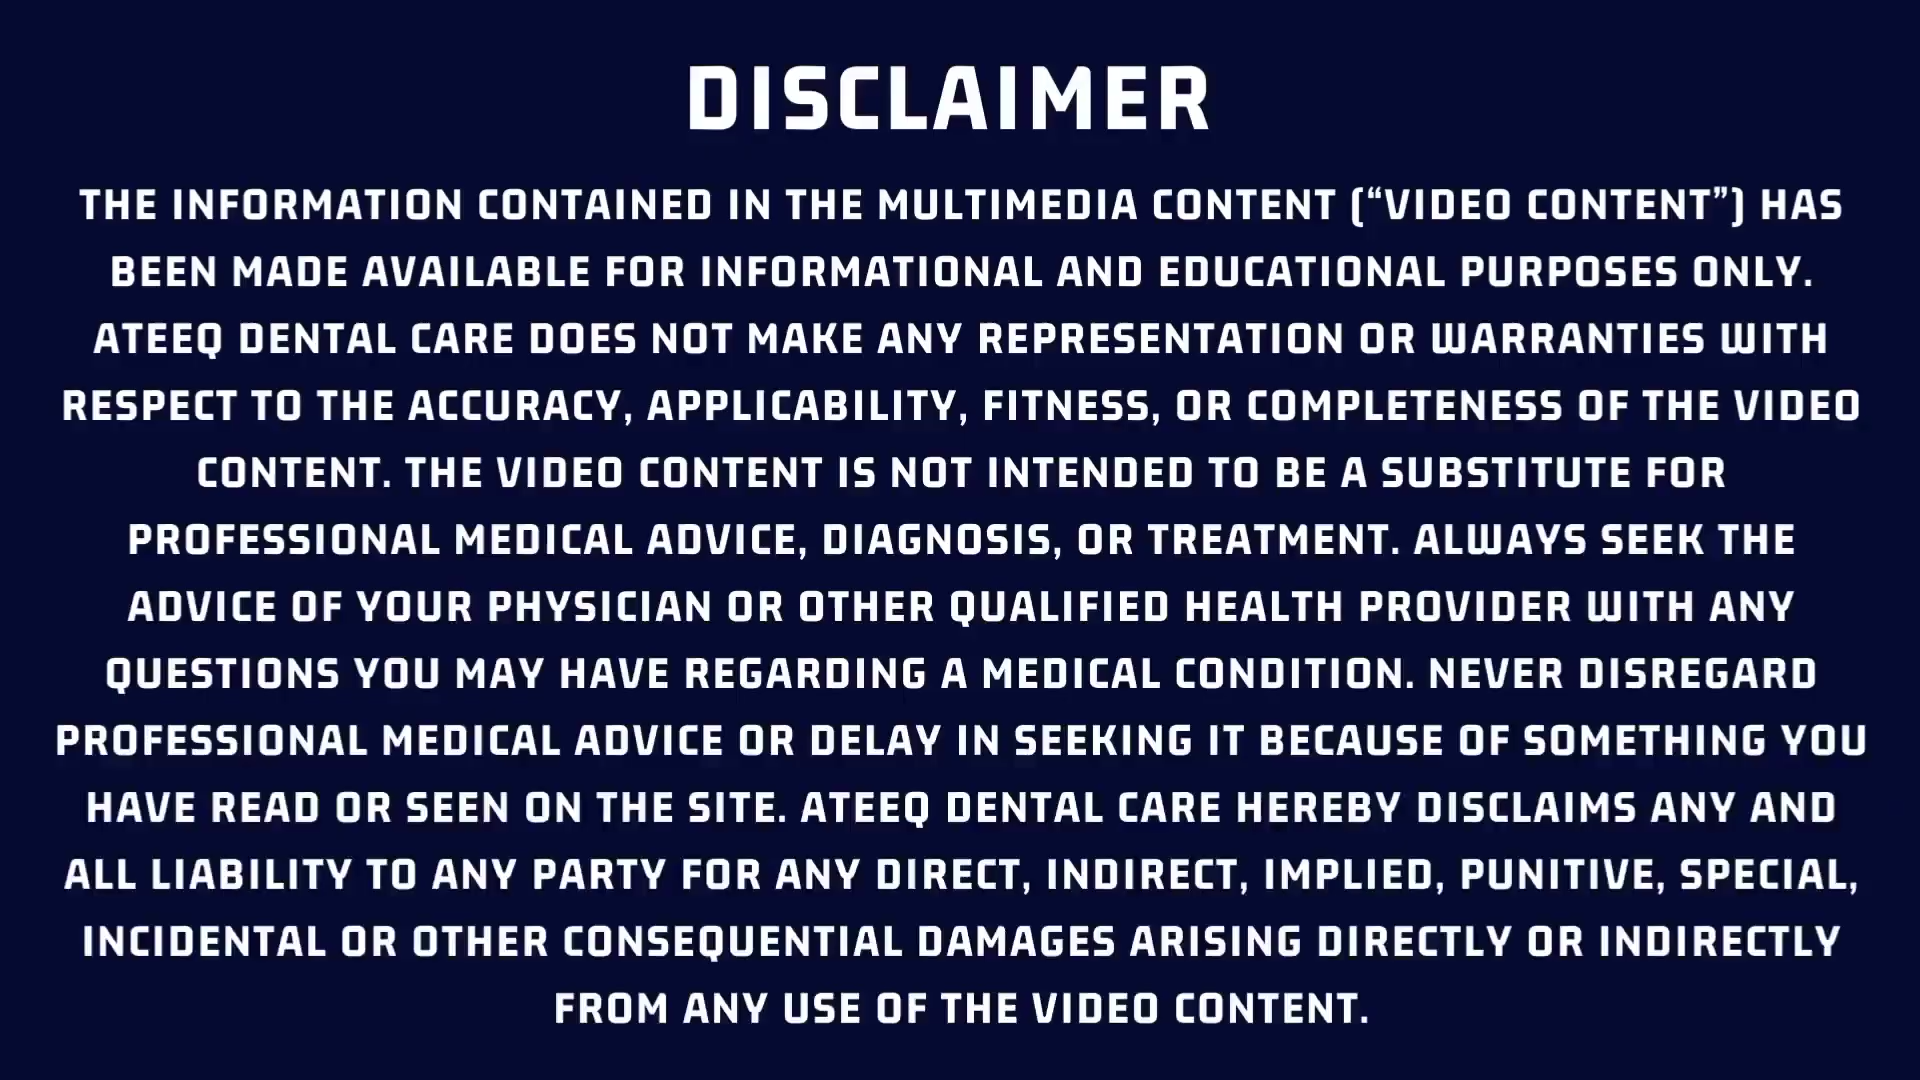 DISCLAIMER
THE INFORMATION CONTAINED IN THE MULTIMEDIA CONTENT (“VIDEO CONTENT”) HAS
BEEN MADE AVAILABLE FOR INFORMATIONAL AND EDUCATIONAL PURPOSES ONLY.
ATEEQ DENTAL CARE DOES NOT MAKE ANY REPRESENTATION OR WARRANTIES WITH
RESPECT TO THE ACCURACY, APPLICABILITY, FITNESS, OR COMPLETENESS OF THE VIDEO
CONTENT. THE VIDEO CONTENT IS NOT INTENDED TO BE A SUBSTITUTE FOR
PROFESSIONAL MEDICAL ADVICE, DIAGNOSIS, OR TREATMENT. ALWAYS SEEK THE
ADVICE OF YOUR PHYSICIAN OR OTHER QUALIFIED HEALTH PROVIDER WITH ANY
QUESTIONS YOU MAY HAVE REGARDING A MEDICAL CONDITION. NEVER DISREGARD
PROFESSIONAL MEDICAL ADVICE OR DELAY IN SEEKING IT BECAUSE OF SOMETHING YOU
HAVE READ OR SEEN ON THE SITE. ATEEQ DENTAL CARE HEREBY DISCLAIMS ANY AND
ALL LIABILITY TO ANY PARTY FOR ANY DIRECT, INDIRECT, IMPLIED, PUNITIVE, SPECIAL,
INCIDENTAL OR OTHER CONSEQUENTIAL DAMAGES ARISING DIRECTLY OR INDIRECTLY
FROM ANY USE OF THE VIDEO CONTENT.